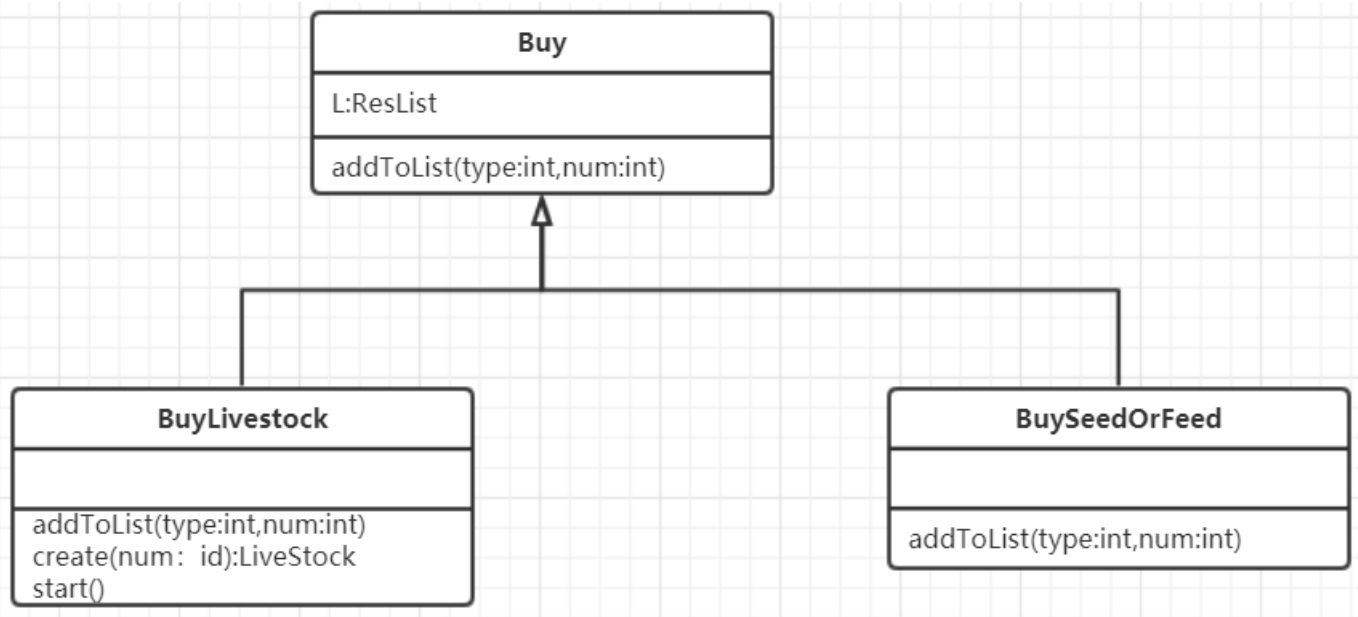 Buy
L:ResList
addToList(type:int,num:int)
BuyLivestock
addToList(type:int,num:int)
create(num：id):LiveStock
start()
BuySeedOrFeed
addToList(type:int,num:int)